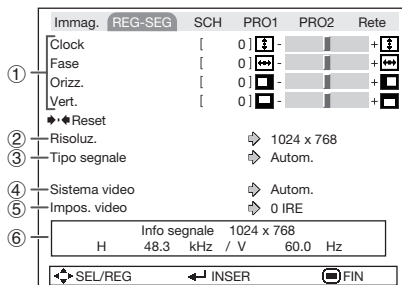 Immag. REG-SEG SCH PRO1 PRO2 Rete
① Clock [ 0 ] - +
Fase [ 0 ] - +
Orizz. [ 0 ] - +
Vert. [ 0 ] - +
Reset
② Risoluz. 1024 x 768
③ Tipo segnale Autom.
④ Sistema video Autom.
⑤ Impos. video 0 IRE
⑥ Info segnale 1024 x 768
H 48.3 kHz / V 60.0 Hz
SEL/REG INSER FIN